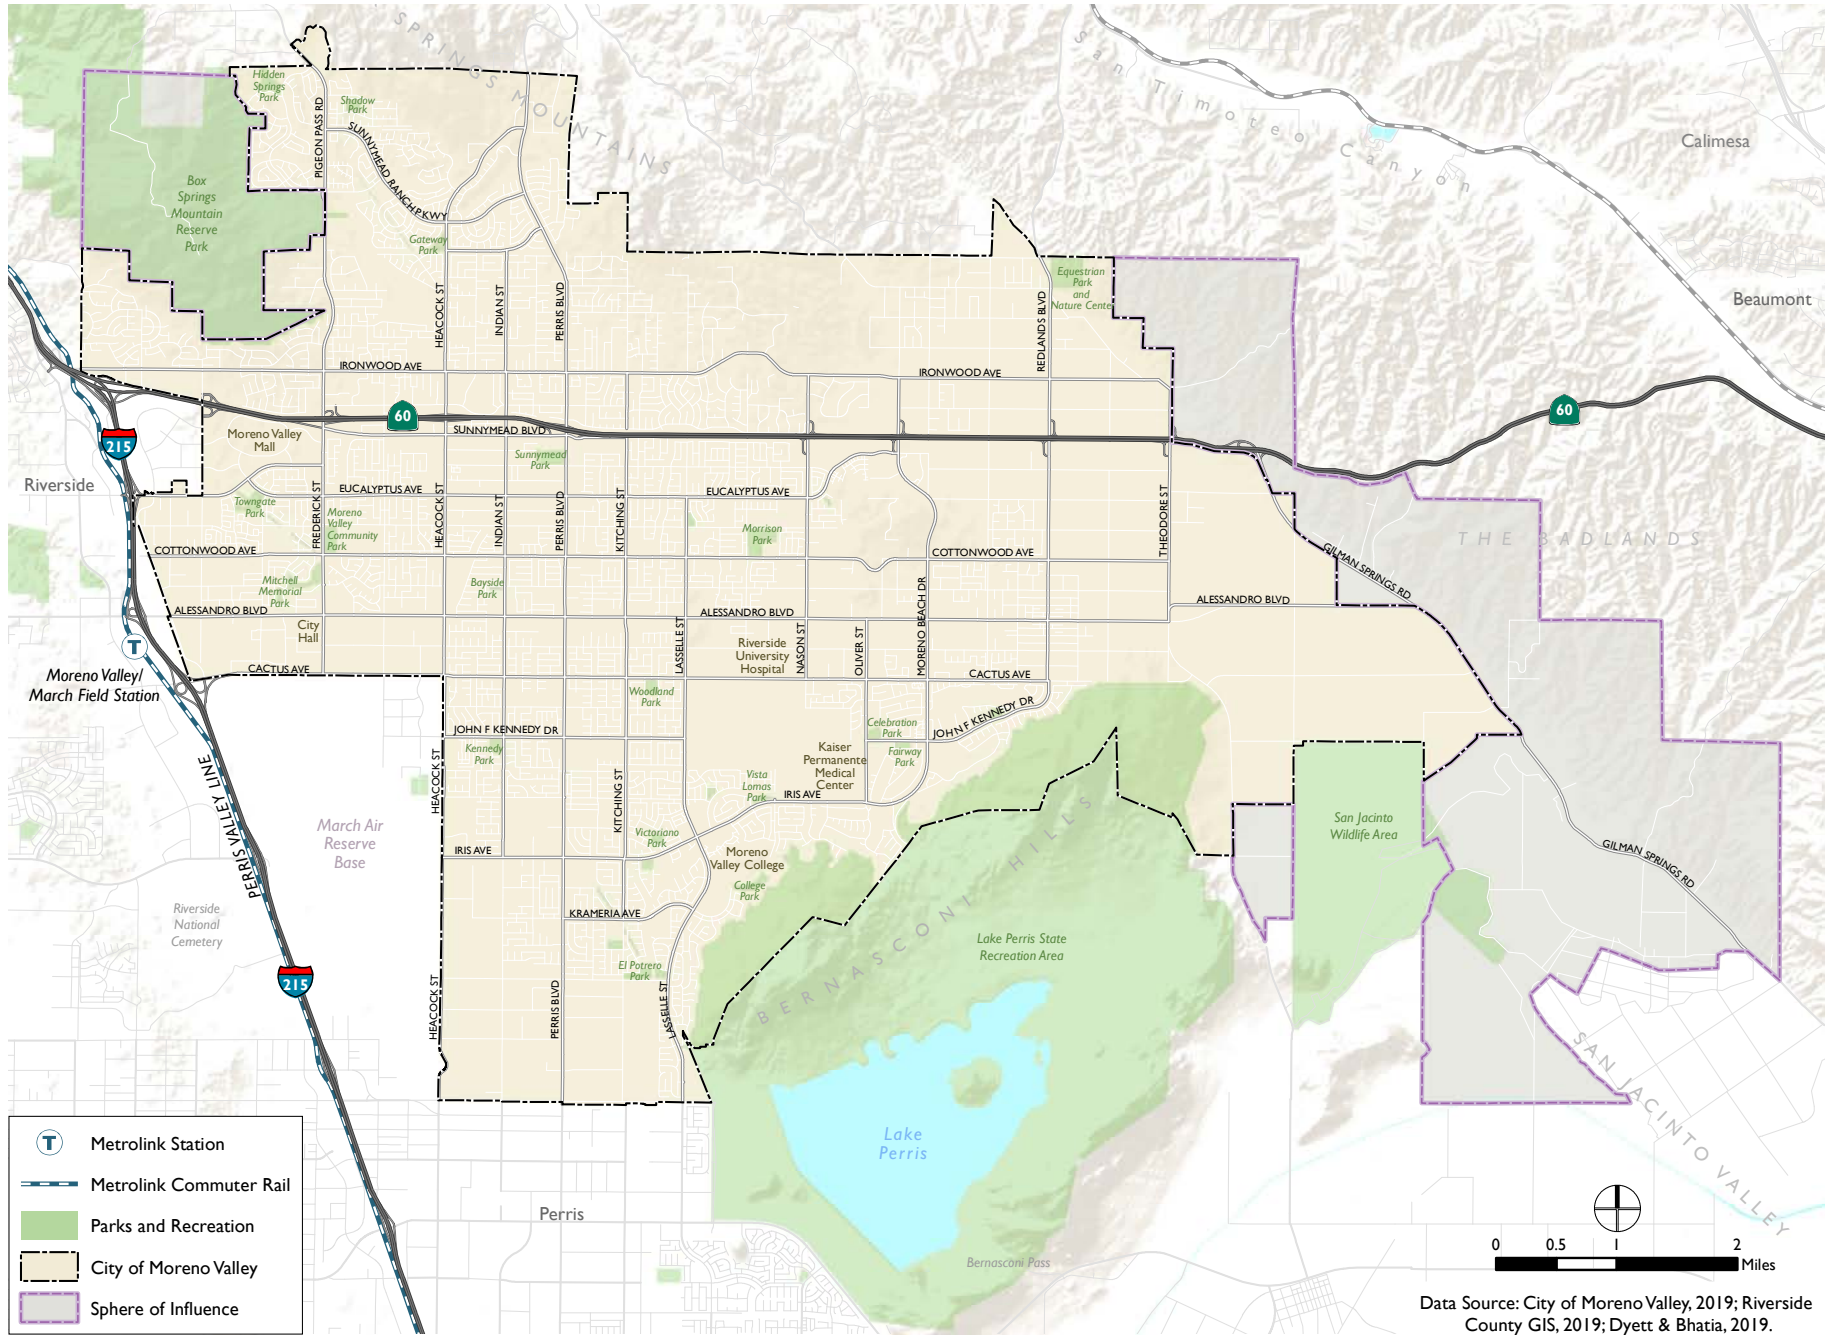 SPRINGS MOUNTAINS
San Timoteo Canyon
Calimesa
Beaumont
Hidden
Springs
Park
Shadow
Park
PIGEON PASS RD
SUNNYMEAD RANCH PKWY
Box
Springs
Mountain
Reserve
Park
Gateway
Park
Equestrian
Park
and
Nature Center
HEACOCK ST
INDIAN ST
PERRIS BLVD
REDLANDS BLVD
IRONWOOD AVE
IRONWOOD AVE
60
60
215
SUNNYMEAD BLVD
Moreno Valley
Mall
Sunnymead
Park
Riverside
EUCALYPTUS AVE
EUCALYPTUS AVE
Towngate
Park
FREDERICK ST
Moreno
Valley
Community
Park
HEACOCK ST
INDIAN ST
PERRIS BLVD
KITCHING ST
Morrison
Park
THEODORE ST
THE BADLANDS
COTTONWOOD AVE
COTTONWOOD AVE
GILMAN SPRINGS RD
Mitchell
Memorial
Park
Bayside
Park
ALESSANDRO BLVD
ALESSANDRO BLVD
ALESSANDRO BLVD
City
Hall
LASSELLE ST
Riverside
University
Hospital
NASON ST
OLIVER ST
MORENO BEACH DR
T
Moreno Valley/
March Field Station
CACTUS AVE
CACTUS AVE
Woodland
Park
JOHN F KENNEDY DR
JOHN F KENNEDY DR
Celebration
Park
Fairway
Park
Kennedy
Park
HEACOCK ST
Kaiser
Permanente
Medical
Center
Vista
Lomas
Park
IRIS AVE
KITCHING ST
PERRIS VALLEY LINE
March Air
Reserve
Base
Victoriano
Park
IRIS AVE
Moreno
Valley College
College
Park
San Jacinto
Wildlife Area
GILMAN SPRINGS RD
BERNASCONI HILLS
Riverside
National
Cemetery
KRAMERIA AVE
Lake Perris State
Recreation Area
El Potrero
Park
215
HEACOCK ST
PERRIS BLVD
LASSELLE ST
SAN JACINTO VALLEY
Lake
Perris
Perris
Bernasconi Pass
T
Metrolink Station
Metrolink Commuter Rail
Parks and Recreation
City of Moreno Valley
Sphere of Influence
0 0.5 1 2
Miles
Data Source: City of Moreno Valley, 2019; Riverside
County GIS, 2019; Dyett & Bhatia, 2019.